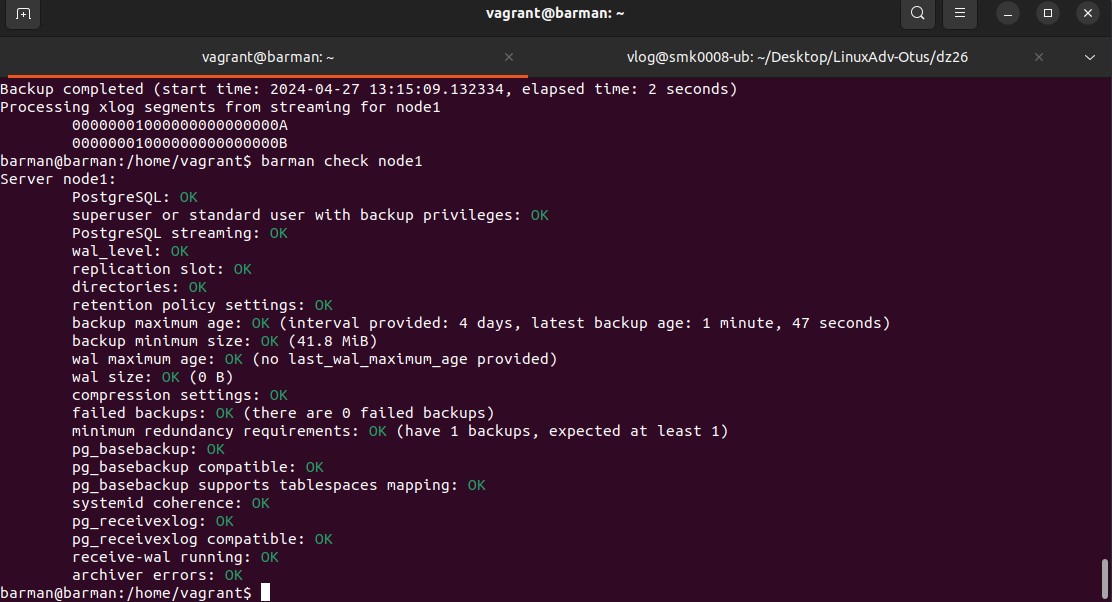 vagrant@barman: ~
vagrant@barman: ~
vlog@smk0008-ub: ~/Desktop/LinuxAdv-Otus/dz26
Backup completed (start time: 2024-04-27 13:15:09.132334, elapsed time: 2 seconds)
Processing xlog segments from streaming for node1
00000001000000000000000A
00000001000000000000000B
barman@barman:/home/vagrant$ barman check node1
Server node1:
PostgreSQL: OK
superuser or standard user with backup privileges: OK
PostgreSQL streaming: OK
wal_level: OK
replication slot: OK
directories: OK
retention policy settings: OK
backup maximum age: OK (interval provided: 4 days, latest backup age: 1 minute, 47 seconds)
backup minimum size: OK (41.8 MiB)
wal maximum age: OK (no last_wal_maximum_age provided)
wal size: OK (0 B)
compression settings: OK
failed backups: OK (there are 0 failed backups)
minimum redundancy requirements: OK (have 1 backups, expected at least 1)
pg_basebackup: OK
pg_basebackup compatible: OK
pg_basebackup supports tablespaces mapping: OK
systemid coherence: OK
pg_receivexlog: OK
pg_receivexlog compatible: OK
receive-wal running: OK
archiver errors: OK
barman@barman:/home/vagrant$